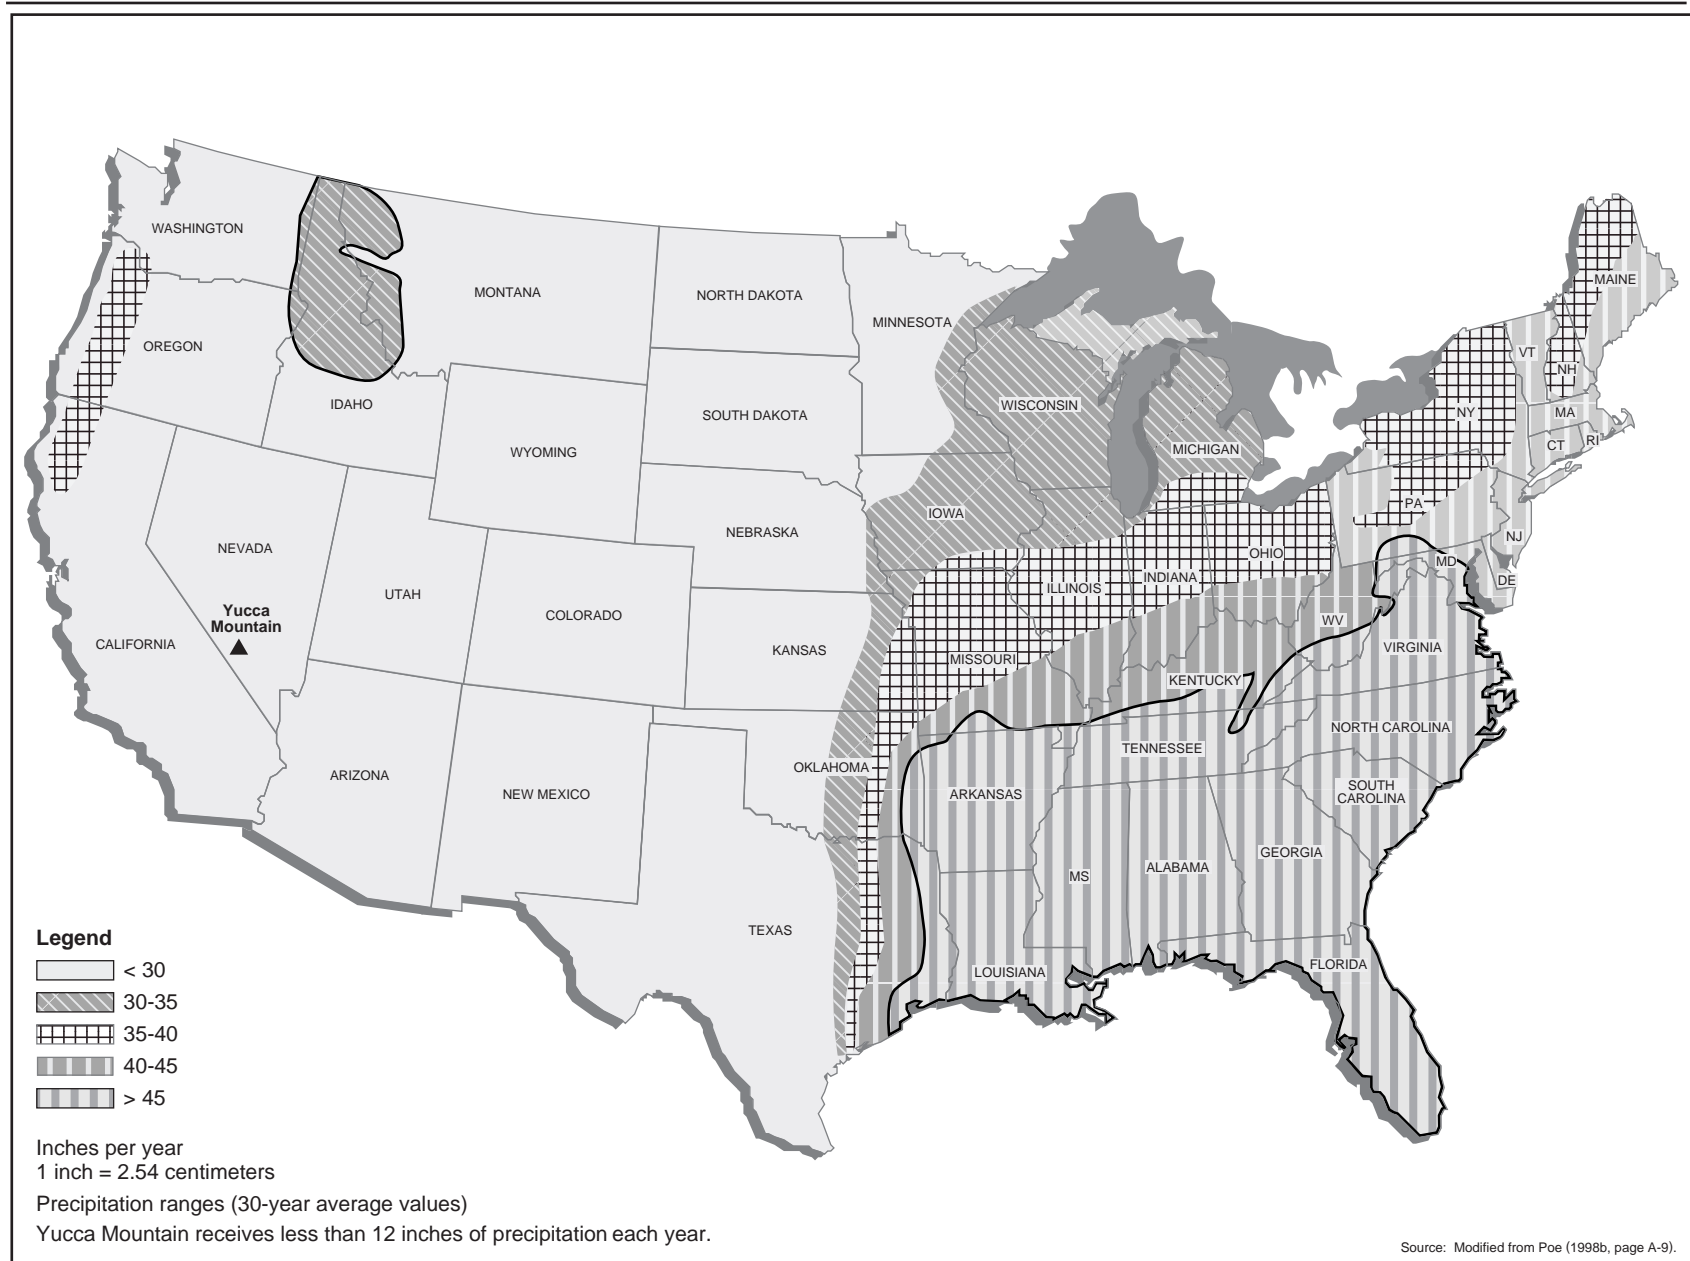 WASHINGTON
MONTANA
NORTH DAKOTA
MINNESOTA
MAINE
OREGON
VT
NH
IDAHO
SOUTH DAKOTA
WISCONSIN
NY
MA
WYOMING
MICHIGAN
CT
RI
IOWA
PA
NEBRASKA
NJ
NEVADA
OHIO
MD
UTAH
ILLINOIS
INDIANA
DE
Yucca
Mountain
COLORADO
WV
CALIFORNIA
KANSAS
MISSOURI
VIRGINIA
KENTUCKY
NORTH CAROLINA
TENNESSEE
ARIZONA
OKLAHOMA
NEW MEXICO
ARKANSAS
SOUTH
CAROLINA
GEORGIA
MS
ALABAMA
TEXAS
LOUISIANA
FLORIDA
Legend
< 30
30-35
35-40
40-45
> 45
Inches per year
1 inch = 2.54 centimeters
Precipitation ranges (30-year average values)
Yucca Mountain receives less than 12 inches of precipitation each year.
Source: Modified from Poe (1998b, page A-9).